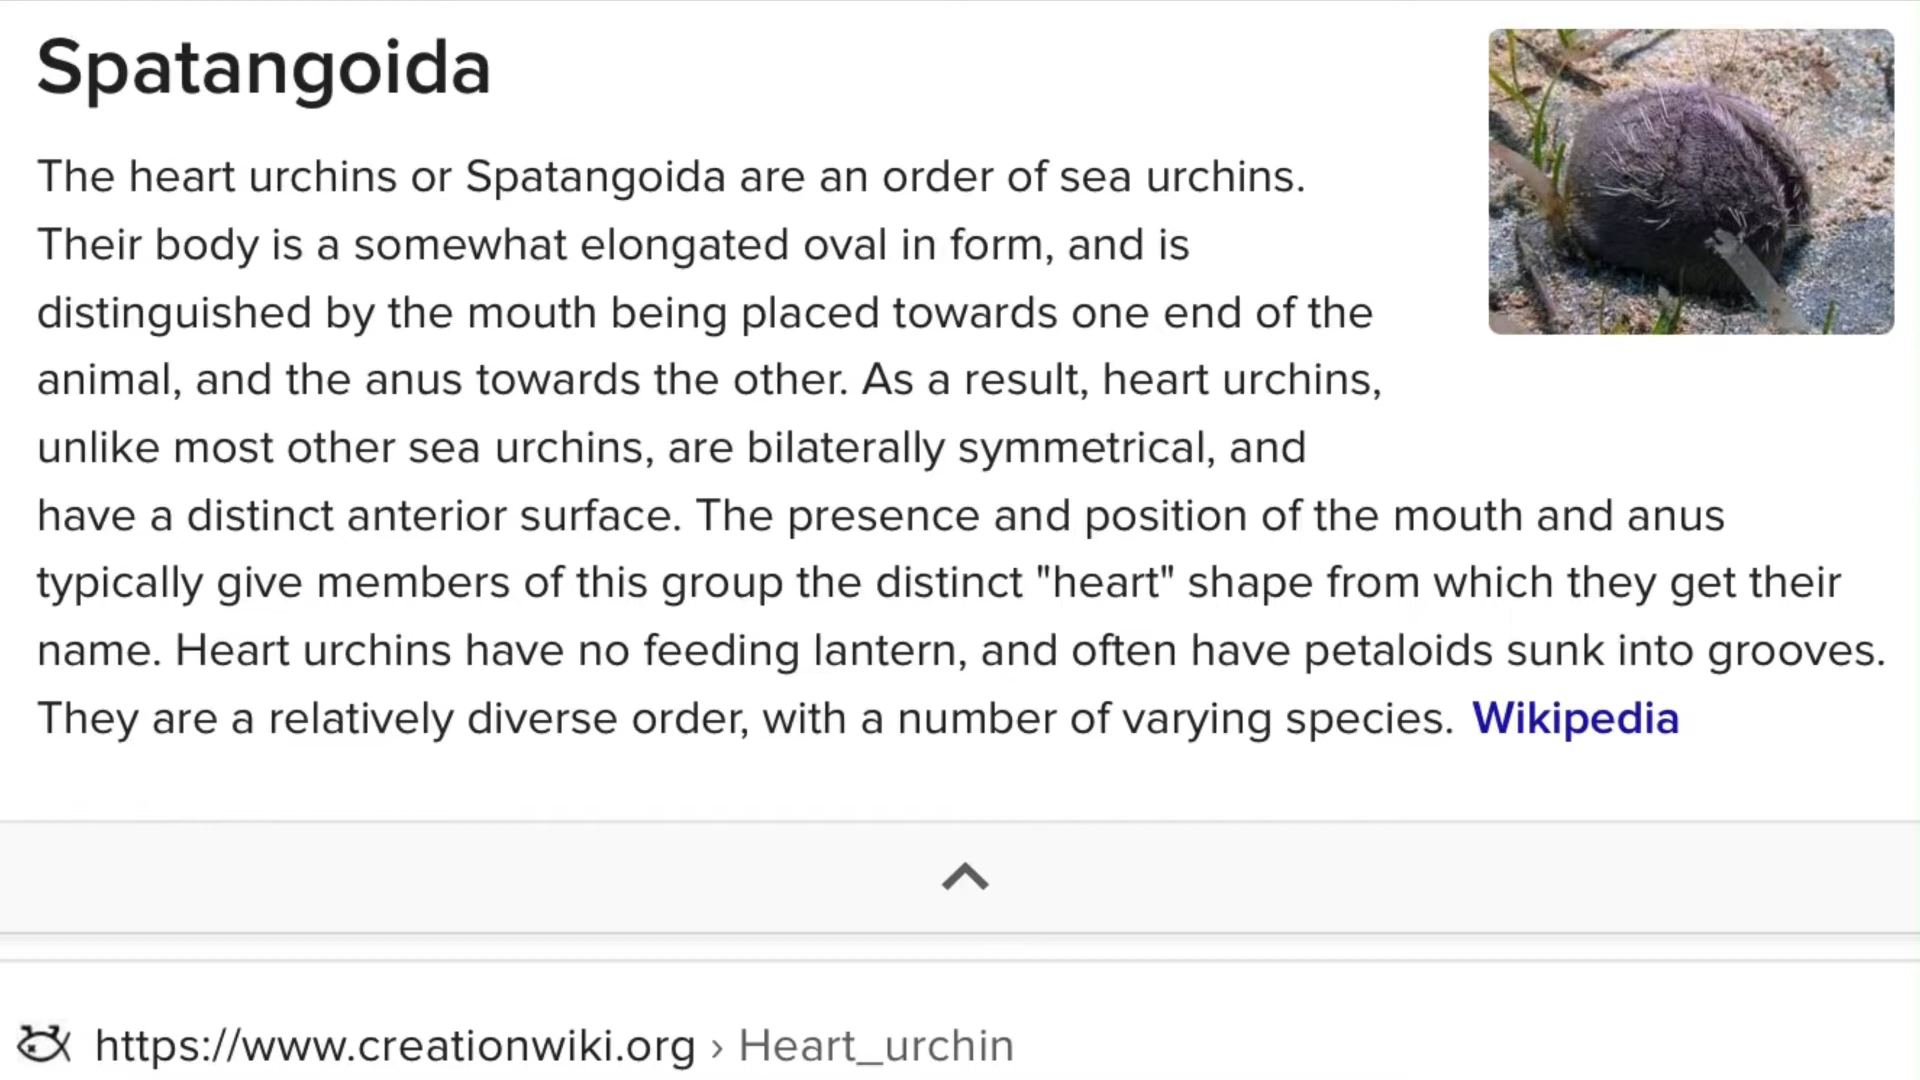 Spatangoida
The heart urchins or Spatangoida are an order of sea urchins.
Their body is a somewhat elongated oval in form, and is
distinguished by the mouth being placed towards one end of the
animal, and the anus towards the other. As a result, heart urchins,
unlike most other sea urchins, are bilaterally symmetrical, and
have a distinct anterior surface. The presence and position of the mouth and anus
typically give members of this group the distinct "heart" shape from which they get their
name. Heart urchins have no feeding lantern, and often have petaloids sunk into grooves.
They are a relatively diverse order, with a number of varying species. Wikipedia
https://www.creationwiki.org › Heart_urchin